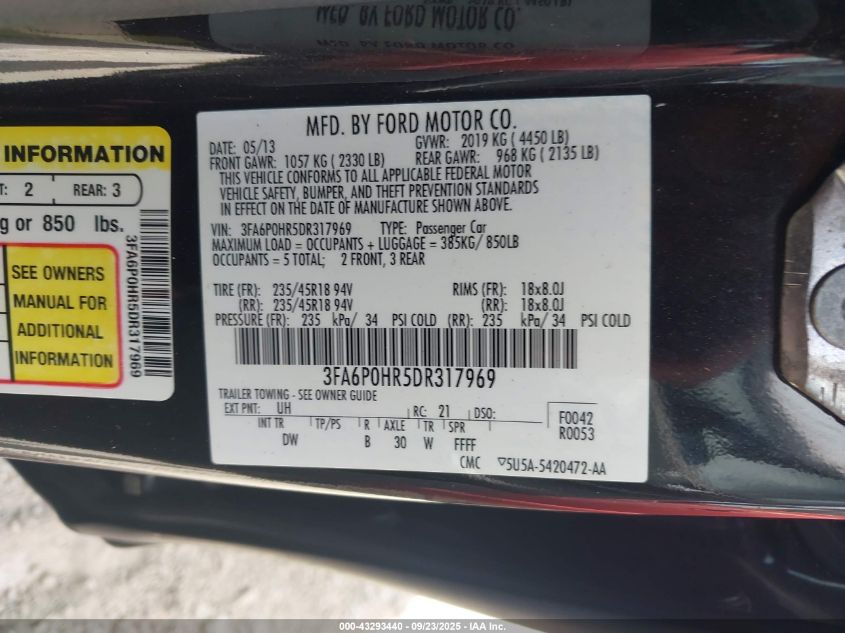 MFD. BY FORD MOTOR CO.
MFD. BY FORD MOTOR CO.
DATE: 05/13 GVWR: 2019 KG ( 4450 LB)
FRONT GAWR: 1057 KG ( 2330 LB) REAR GAWR: 968 KG ( 2135 LB)
THIS VEHICLE CONFORMS TO ALL APPLICABLE FEDERAL MOTOR
VEHICLE SAFETY, BUMPER, AND THEFT PREVENTION STANDARDS
IN EFFECT ON THE DATE OF MANUFACTURE SHOWN ABOVE.
VIN: 3FA6P0HR5DR317969 TYPE: Passenger Car
MAXIMUM LOAD = OCCUPANTS + LUGGAGE = 385KG/ 850LB
OCCUPANTS = 5 TOTAL; 2 FRONT, 3 REAR
TIRE (FR): 235/45R18 94V RIMS (FR): 18x8.0J
(RR): 235/45R18 94V (RR): 18x8.0J
PRESSURE (FR): 235 kPa/ 34 PSI COLD (RR): 235 kPa/ 34 PSI COLD
3FA6P0HR5DR317969
TRAILER TOWING - SEE OWNER GUIDE
EXT PNT: UH RC: 21 DSO: F0042
INT TR TP/PS R AXLE TR SPR R0053
DW B 30 W FFFF
CMC 5U5A-5420472-AA
INFORMATION
2 REAR: 3
g or 850 lbs.
SEE OWNERS
MANUAL FOR
ADDITIONAL
INFORMATION
3FA6P0HR5DR317969
000-43293440 - 09/23/2025 - IAA Inc.